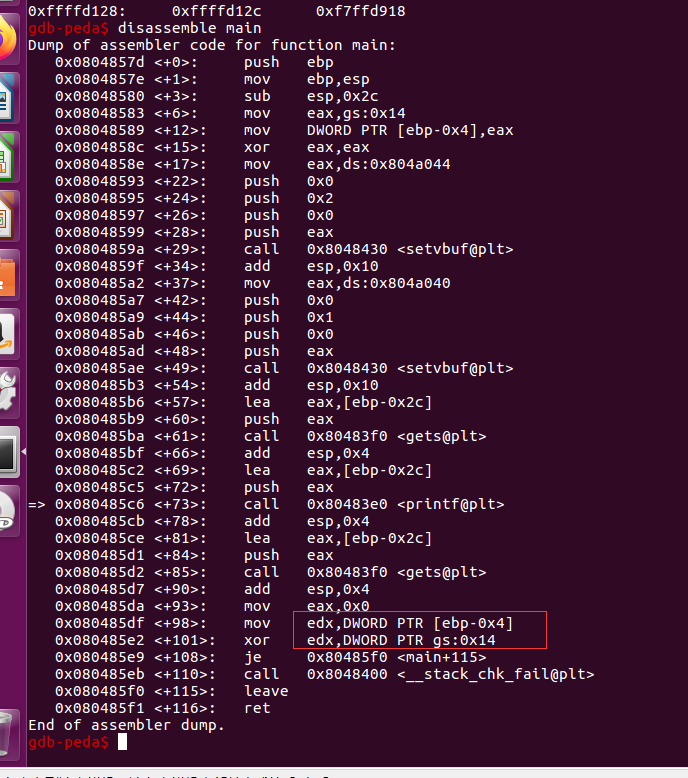 0xffffd128:     0xffffd12c      0xf7ffd918
gdb-peda$ disassemble main
Dump of assembler code for function main:
   0x0804857d <+0>:     push   ebp
   0x0804857e <+1>:     mov    ebp,esp
   0x08048580 <+3>:     sub    esp,0x2c
   0x08048583 <+6>:     mov    eax,gs:0x14
   0x08048589 <+12>:    mov    DWORD PTR [ebp-0x4],eax
   0x0804858c <+15>:    xor    eax,eax
   0x0804858e <+17>:    mov    eax,ds:0x804a044
   0x08048593 <+22>:    push   0x0
   0x08048595 <+24>:    push   0x2
   0x08048597 <+26>:    push   0x0
   0x08048599 <+28>:    push   eax
   0x0804859a <+29>:    call   0x8048430 <setvbuf@plt>
   0x0804859f <+34>:    add    esp,0x10
   0x080485a2 <+37>:    mov    eax,ds:0x804a040
   0x080485a7 <+42>:    push   0x0
   0x080485a9 <+44>:    push   0x1
   0x080485ab <+46>:    push   0x0
   0x080485ad <+48>:    push   eax
   0x080485ae <+49>:    call   0x8048430 <setvbuf@plt>
   0x080485b3 <+54>:    add    esp,0x10
   0x080485b6 <+57>:    lea    eax,[ebp-0x2c]
   0x080485b9 <+60>:    push   eax
   0x080485ba <+61>:    call   0x80483f0 <gets@plt>
   0x080485bf <+66>:    add    esp,0x4
   0x080485c2 <+69>:    lea    eax,[ebp-0x2c]
   0x080485c5 <+72>:    push   eax
=> 0x080485c6 <+73>:    call   0x80483e0 <printf@plt>
   0x080485cb <+78>:    add    esp,0x4
   0x080485ce <+81>:    lea    eax,[ebp-0x2c]
   0x080485d1 <+84>:    push   eax
   0x080485d2 <+85>:    call   0x80483f0 <gets@plt>
   0x080485d7 <+90>:    add    esp,0x4
   0x080485da <+93>:    mov    eax,0x0
   0x080485df <+98>:    mov    edx,DWORD PTR [ebp-0x4]
   0x080485e2 <+101>:   xor    edx,DWORD PTR gs:0x14
   0x080485e9 <+108>:   je     0x80485f0 <main+115>
   0x080485eb <+110>:   call   0x8048400 <__stack_chk_fail@plt>
   0x080485f0 <+115>:   leave
   0x080485f1 <+116>:   ret
End of assembler dump.
gdb-peda$